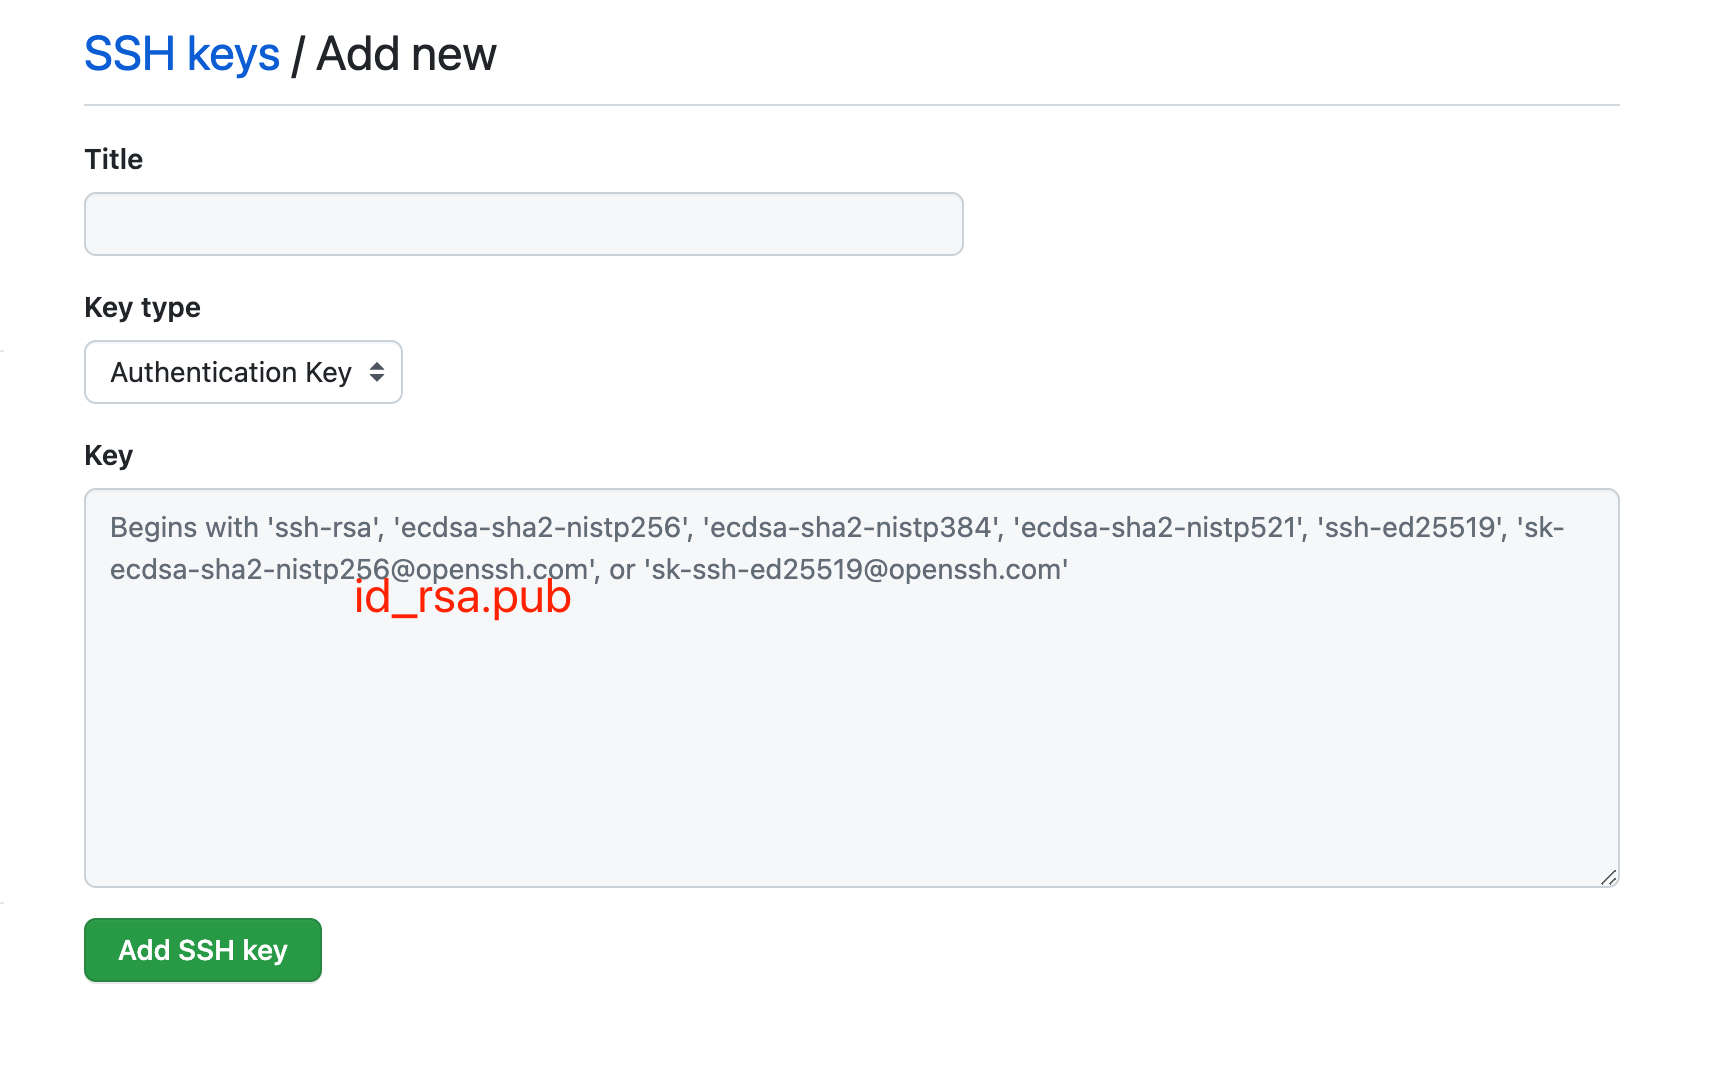 SSH keys / Add new
Title
Key type
Authentication Key
Key
Begins with 'ssh-rsa', 'ecdsa-sha2-nistp256', 'ecdsa-sha2-nistp384', 'ecdsa-sha2-nistp521', 'ssh-ed25519', 'sk-
ecdsa-sha2-nistp256@openssh.com', or 'sk-ssh-ed25519@openssh.com'
id_rsa.pub
Add SSH key